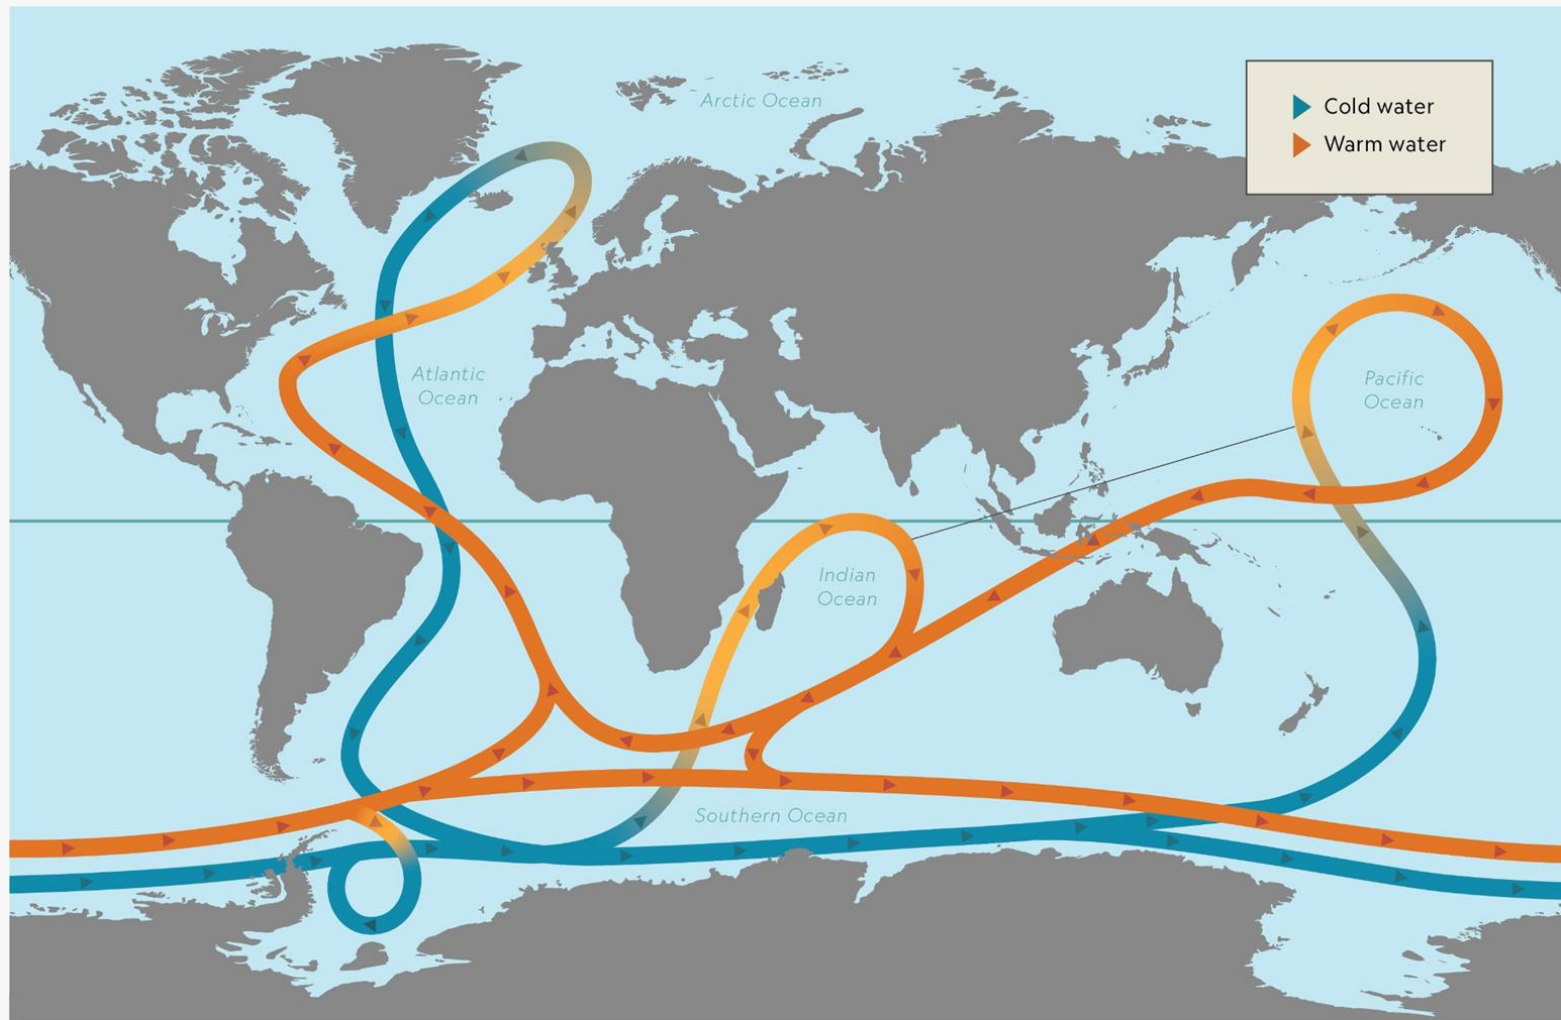 Arctic Ocean
Cold water
Warm water
Atlantic
Ocean
Pacific
Ocean
Indian
Ocean
Southern Ocean